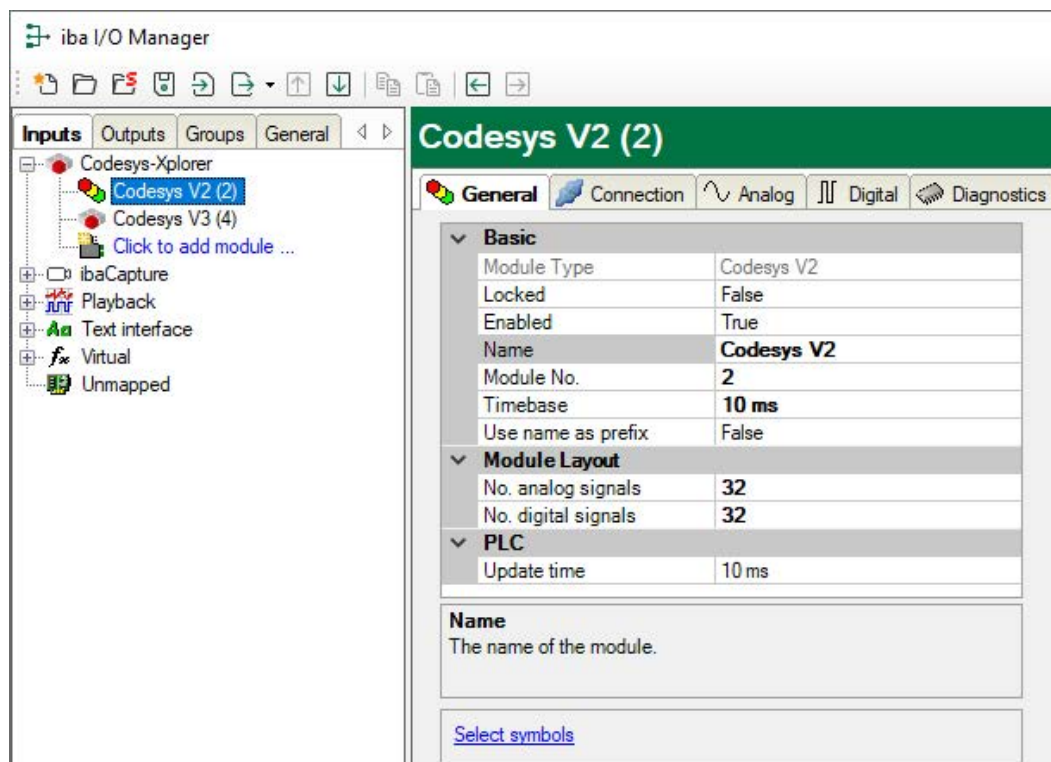 iba I/O Manager
Inputs Outputs Groups General
Codesys-Xplorer
Codesys V2 (2)
Codesys V3 (4)
Click to add module ...
ibaCapture
Playback
Text interface
Virtual
Unmapped
Codesys V2 (2)
General Connection Analog Digital Diagnostics
Basic
Module Type Codesys V2
Locked False
Enabled True
Name Codesys V2
Module No. 2
Timebase 10 ms
Use name as prefix False
Module Layout
No. analog signals 32
No. digital signals 32
PLC
Update time 10 ms
Name
The name of the module.
Select symbols